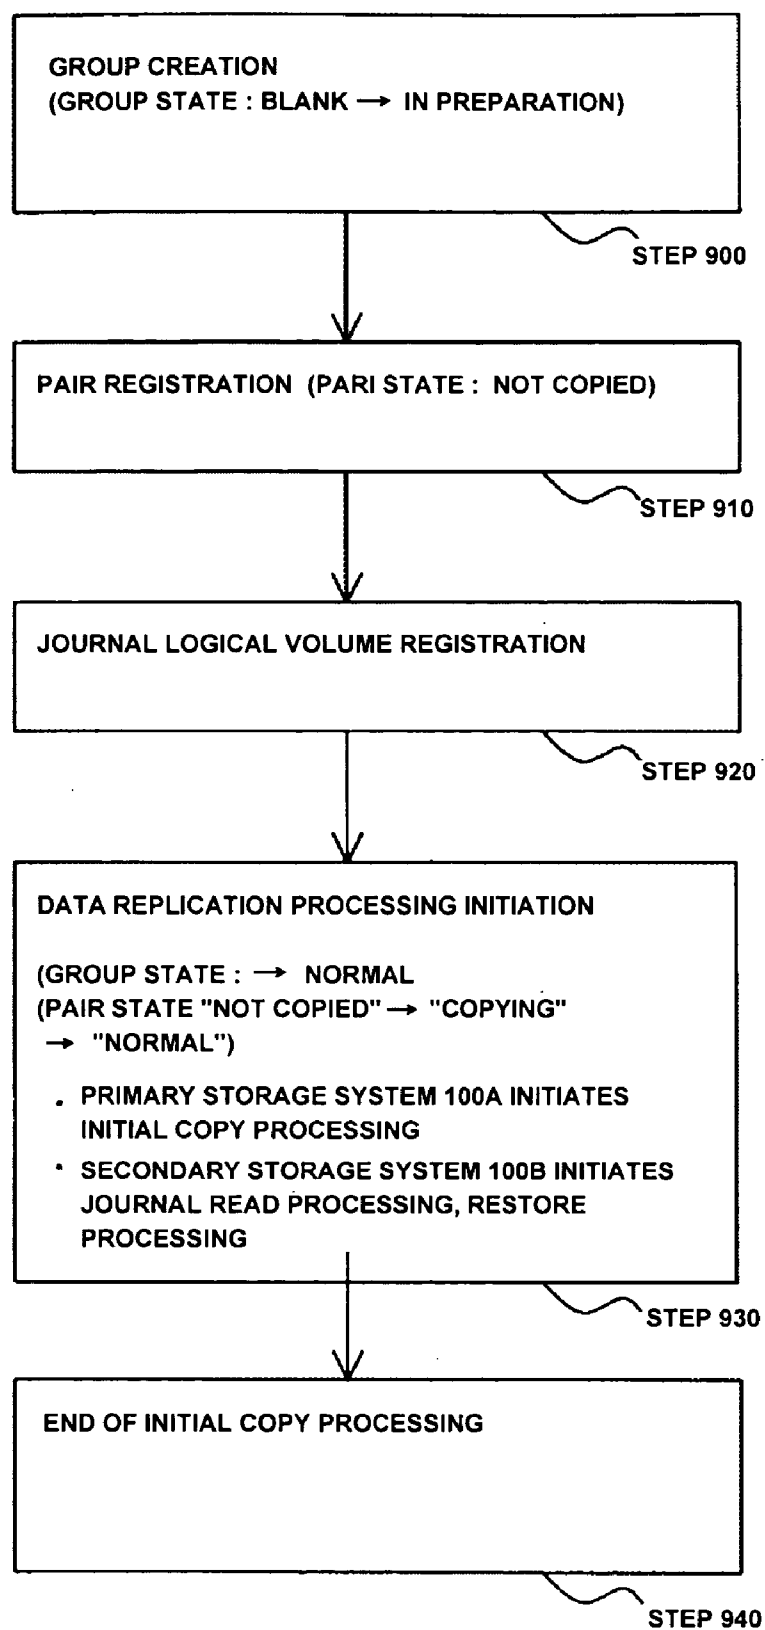 GROUP CREATION
(GROUP STATE : BLANK → IN PREPARATION)
STEP 900
PAIR REGISTRATION (PARI STATE : NOT COPIED)
STEP 910
JOURNAL LOGICAL VOLUME REGISTRATION
STEP 920
DATA REPLICATION PROCESSING INITIATION
(GROUP STATE : → NORMAL
(PAIR STATE "NOT COPIED" → "COPYING"
→ "NORMAL")
· PRIMARY STORAGE SYSTEM 100A INITIATES
INITIAL COPY PROCESSING
· SECONDARY STORAGE SYSTEM 100B INITIATES
JOURNAL READ PROCESSING, RESTORE
PROCESSING
STEP 930
END OF INITIAL COPY PROCESSING
STEP 940